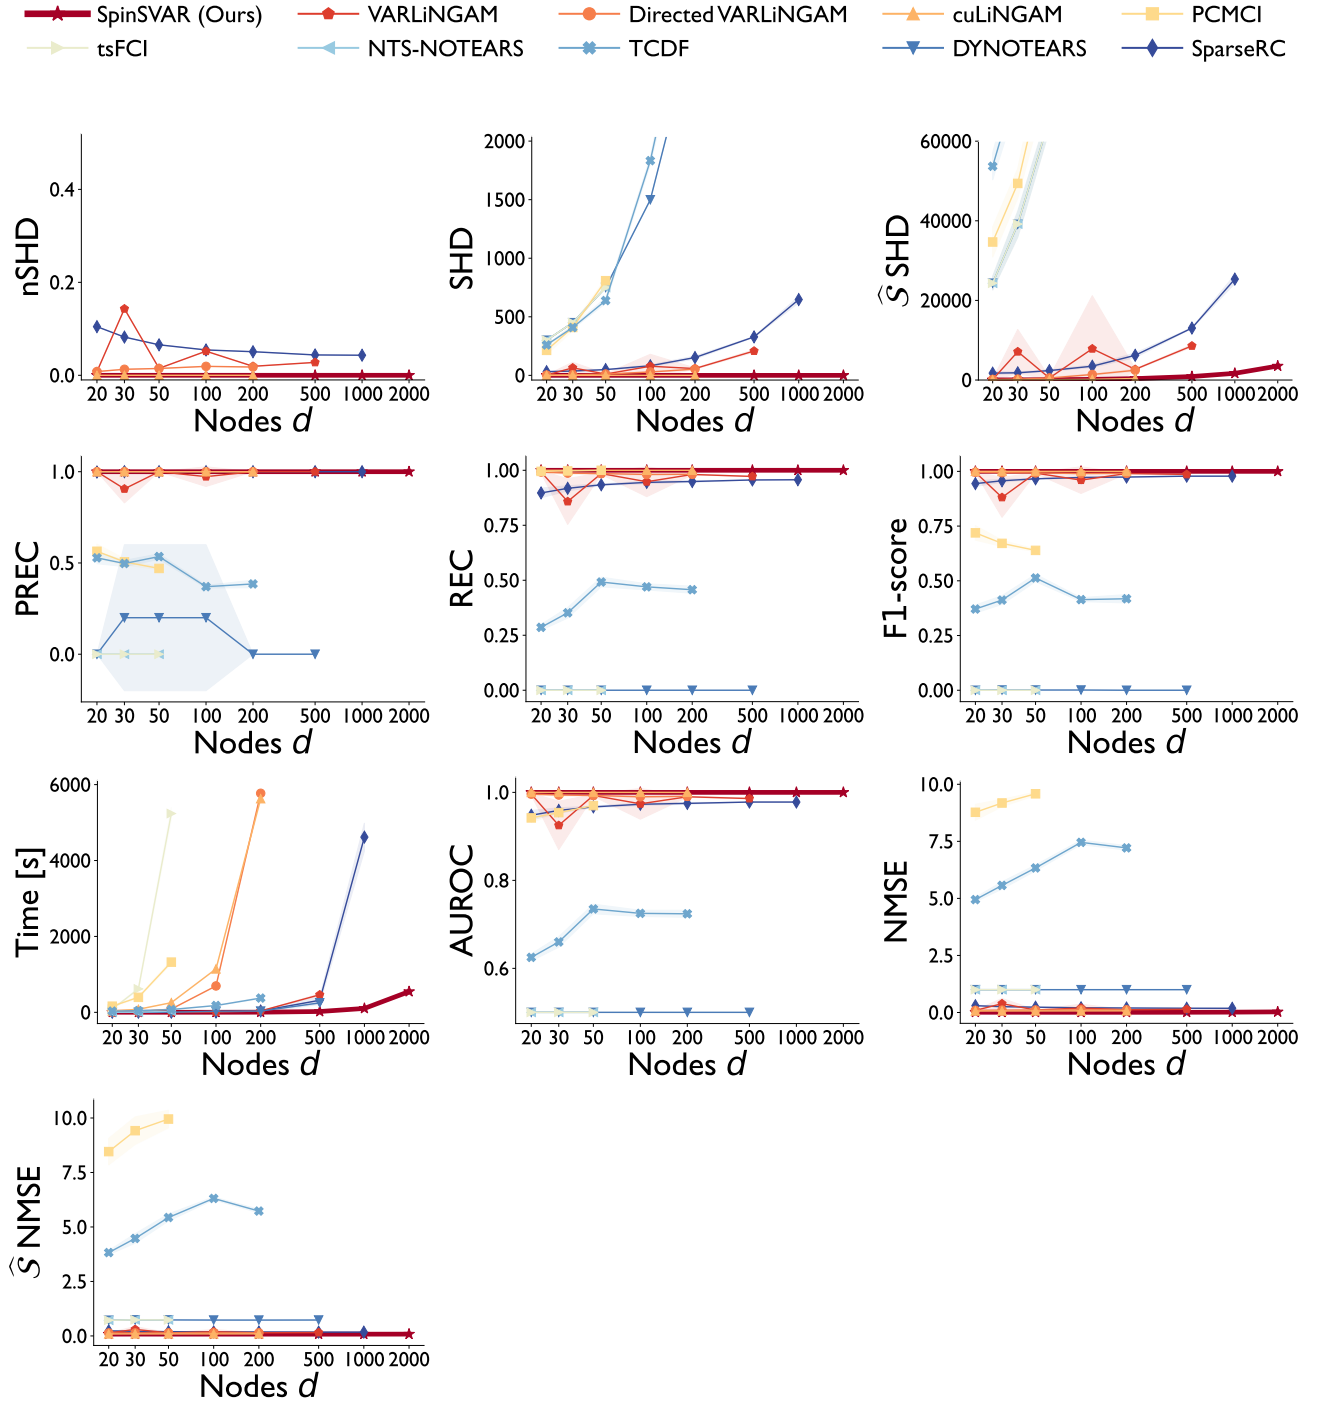 SpinSVAR (Ours) VARLiNGAM Directed VARLiNGAM cuLiNGAM PCMCI
tsFCI NTS-NOTEARS TCDF DYNOTEARS SparseRC
nSHD
0.4
0.2
0.0
20 30 50 100 200 500 1000 2000
Nodes d
SHD
2000
1500
1000
500
0
20 30 50 100 200 500 1000 2000
Nodes d
Ŝ SHD
60000
40000
20000
0
20 30 50 100 200 500 1000 2000
Nodes d
PREC
1.0
0.5
0.0
20 30 50 100 200 500 1000 2000
Nodes d
REC
1.00
0.75
0.50
0.25
0.00
20 30 50 100 200 500 1000 2000
Nodes d
F1-score
1.00
0.75
0.50
0.25
0.00
20 30 50 100 200 500 1000 2000
Nodes d
Time [s]
6000
4000
2000
0
20 30 50 100 200 500 1000 2000
Nodes d
AUROC
1.0
0.8
0.6
20 30 50 100 200 500 1000 2000
Nodes d
NMSE
10.0
7.5
5.0
2.5
0.0
20 30 50 100 200 500 1000 2000
Nodes d
Ŝ NMSE
10.0
7.5
5.0
2.5
0.0
20 30 50 100 200 500 1000 2000
Nodes d